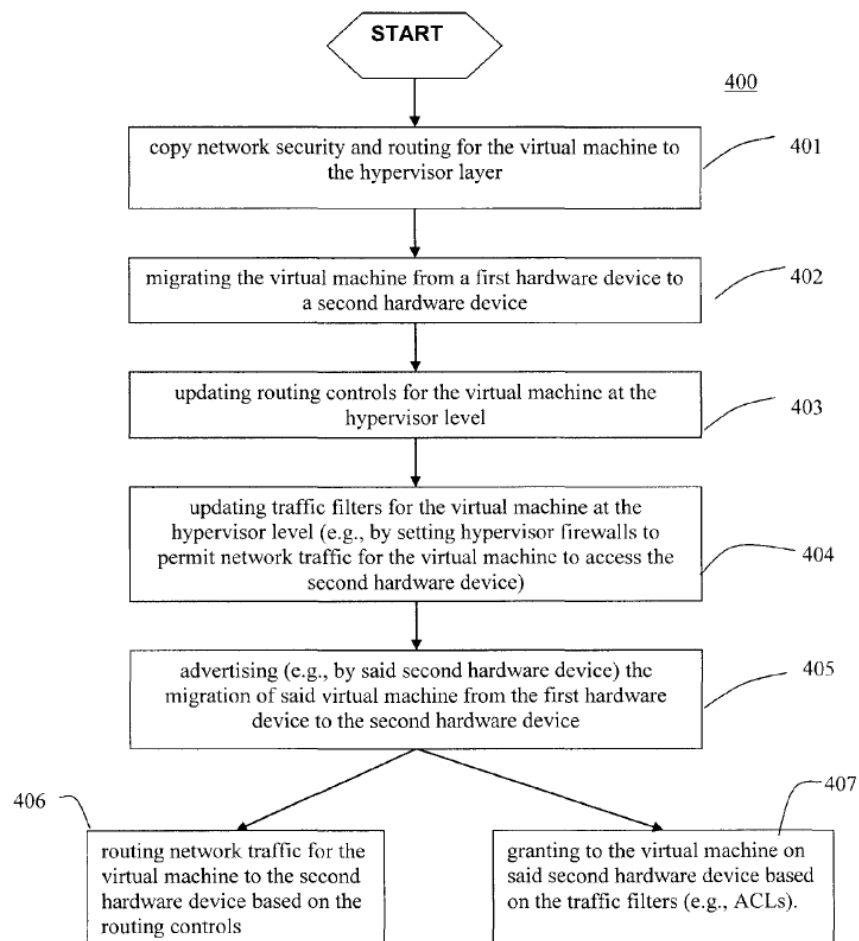 START
400
copy network security and routing for the virtual machine to
the hypervisor layer
401
migrating the virtual machine from a first hardware device to
a second hardware device
402
updating routing controls for the virtual machine at the
hypervisor level
403
updating traffic filters for the virtual machine at the
hypervisor level (e.g., by setting hypervisor firewalls to
permit network traffic for the virtual machine to access the
second hardware device)
404
advertising (e.g., by said second hardware device) the
migration of said virtual machine from the first hardware
device to the second hardware device
405
406
routing network traffic for the
virtual machine to the second
hardware device based on the
routing controls
407
granting to the virtual machine on
said second hardware device based
on the traffic filters (e.g., ACLs).